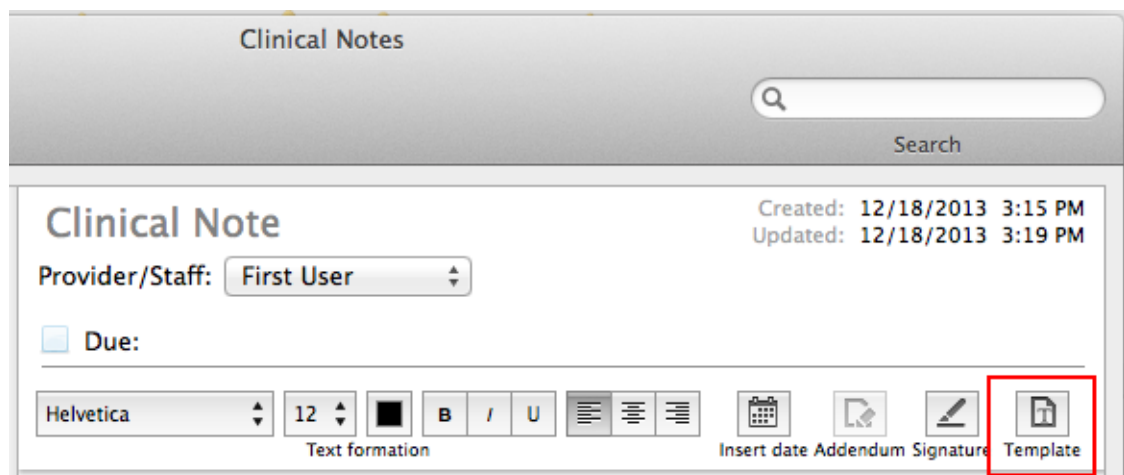 Clinical Notes
Search
Clinical Note
Created: 12/18/2013 3:15 PM
Updated: 12/18/2013 3:19 PM
Provider/Staff: First User
Due:
Helvetica 12 B I U
Text formation Insert date Addendum Signature Template